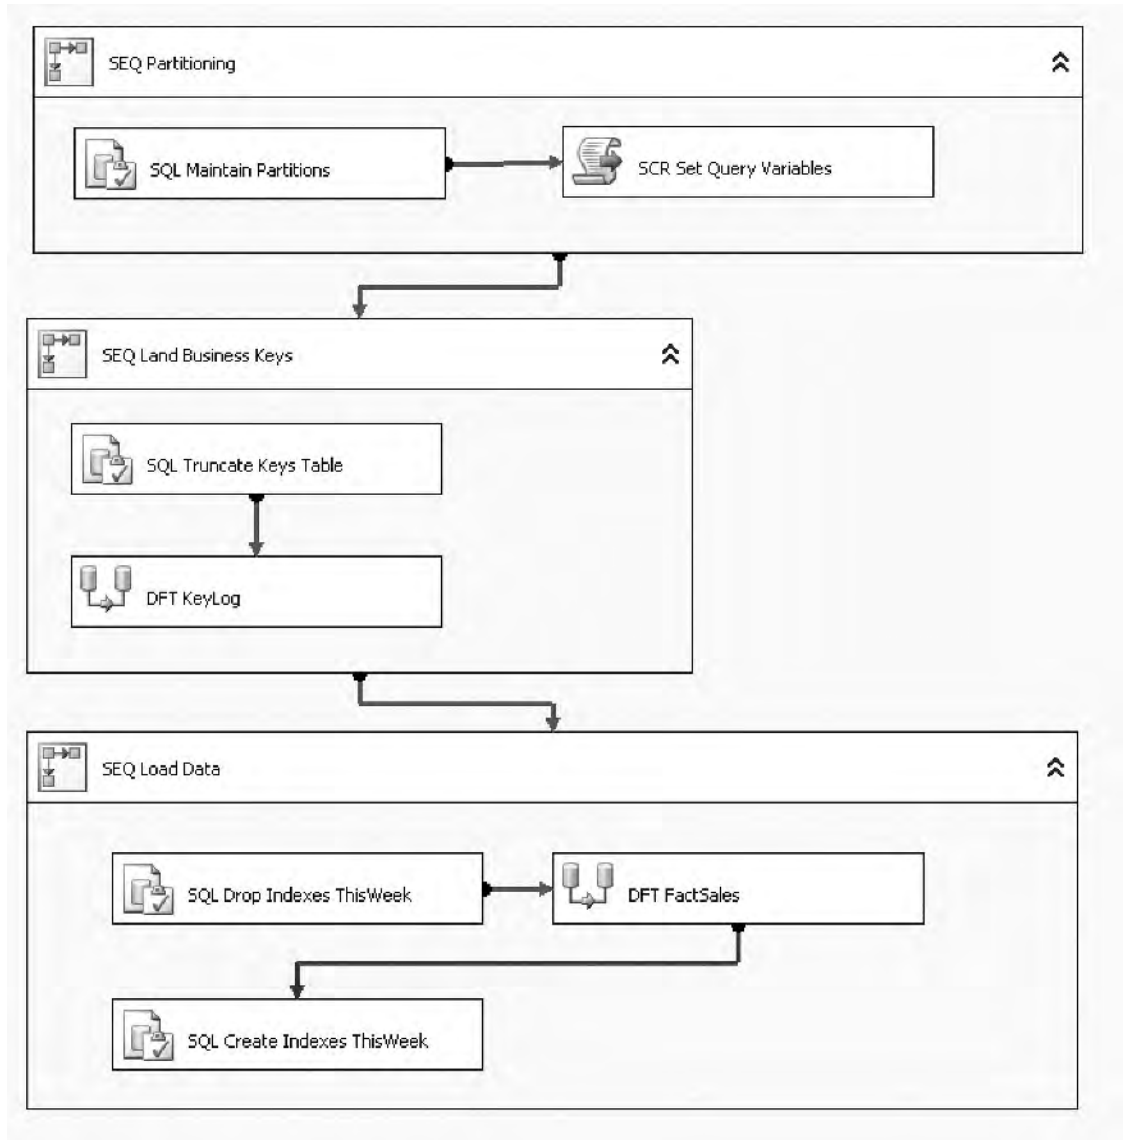 SEQ Partitioning
SQL Maintain Partitions
SCR Set Query Variables
SEQ Land Business Keys
SQL Truncate Keys Table
DFT KeyLog
SEQ Load Data
SQL Drop Indexes ThisWeek
DFT FactSales
SQL Create Indexes ThisWeek